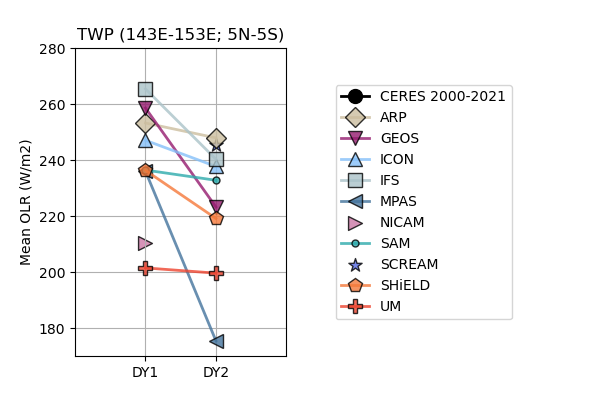 TWP (143E-153E; 5N-5S)
280
260
240
220
200
180
Mean OLR (W/m2)
DY1
DY2
CERES 2000-2021
ARP
GEOS
ICON
IFS
MPAS
NICAM
SAM
SCREAM
SHiELD
UM